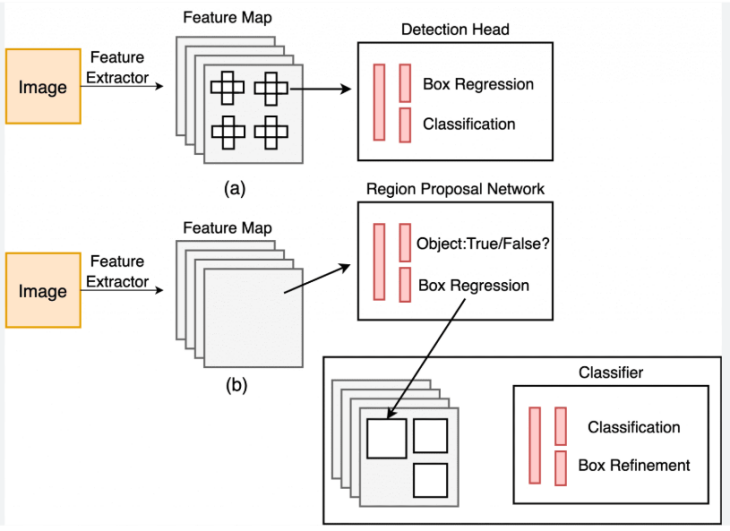 Feature Map
Detection Head
Image
Feature
Extractor
Box Regression
Classification
(a)
Region Proposal Network
Feature Map
Image
Feature
Extractor
Object:True/False?
Box Regression
(b)
Classifier
Classification
Box Refinement